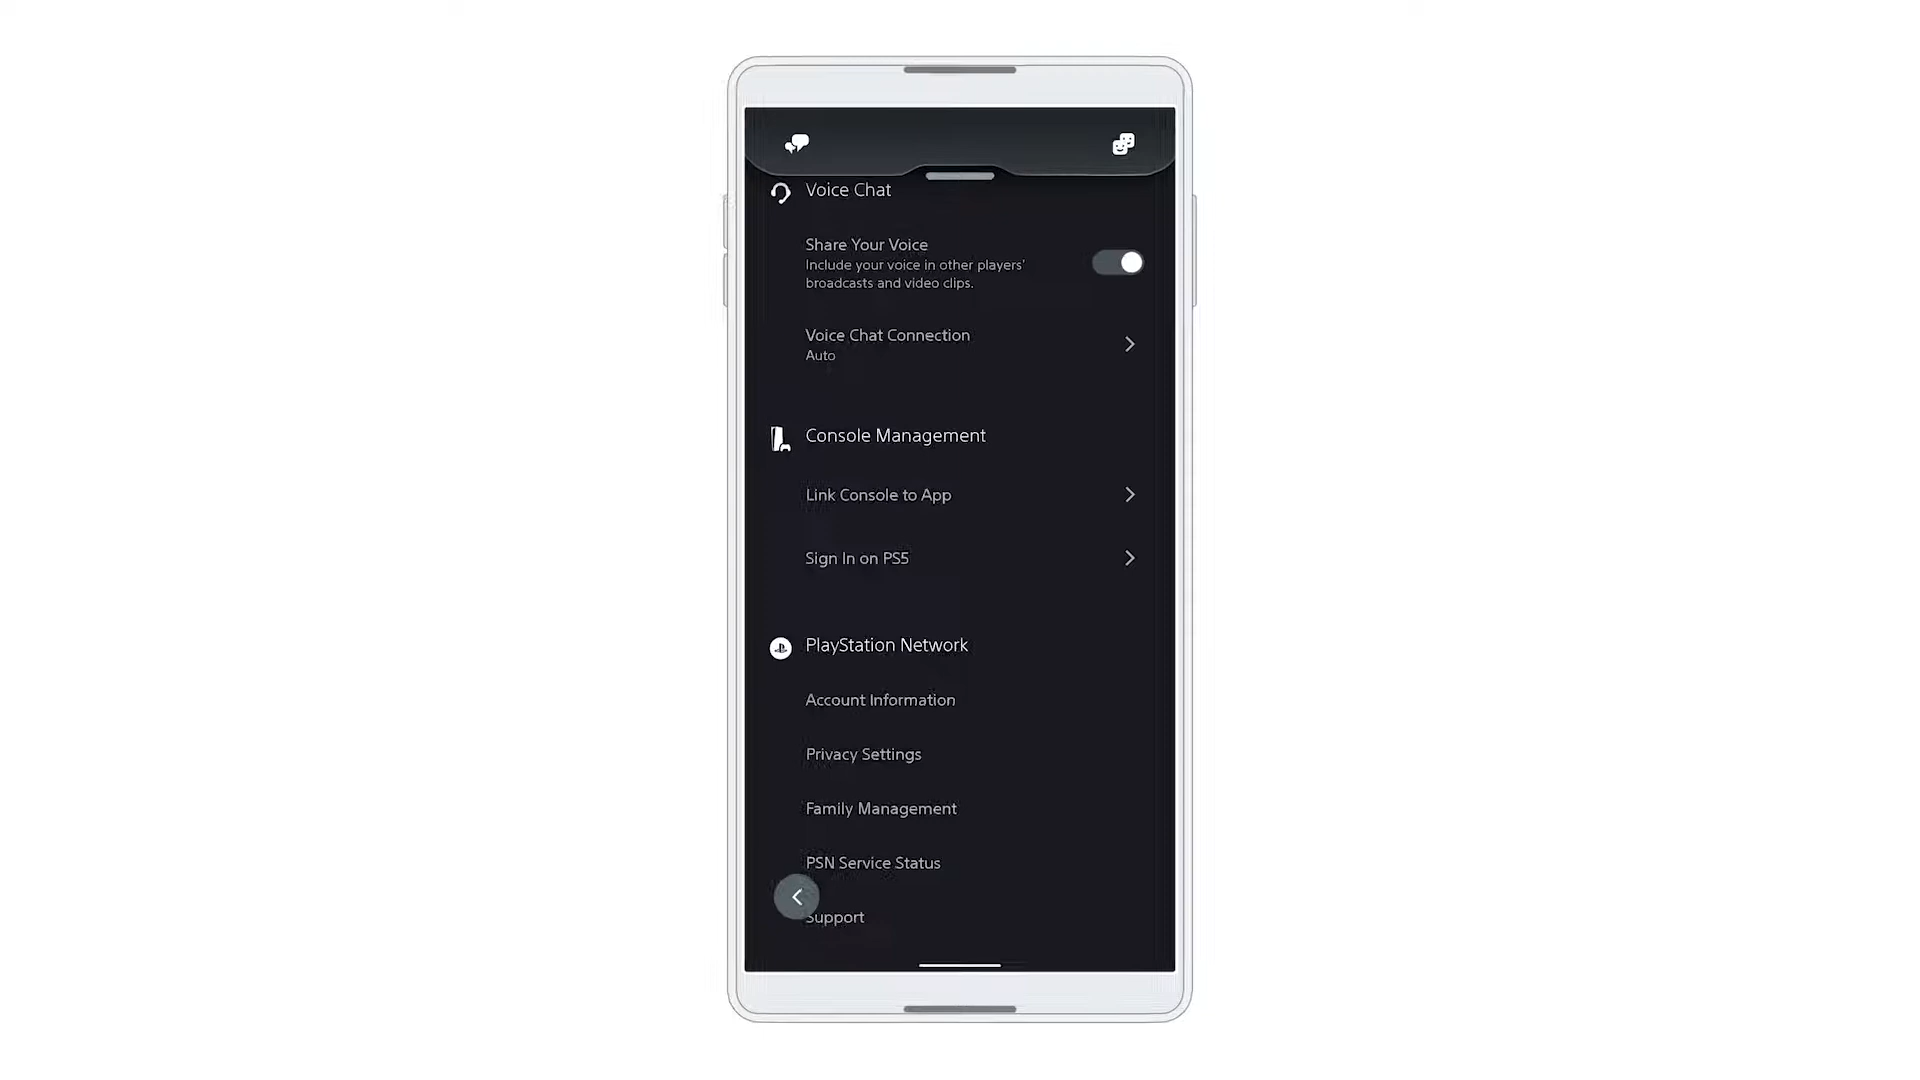 Voice Chat
Share Your Voice
Include your voice in other players'
broadcasts and video clips.
Voice Chat Connection
Auto
Console Management
Link Console to App
Sign In on PS5
PlayStation Network
Account Information
Privacy Settings
Family Management
PSN Service Status
Support